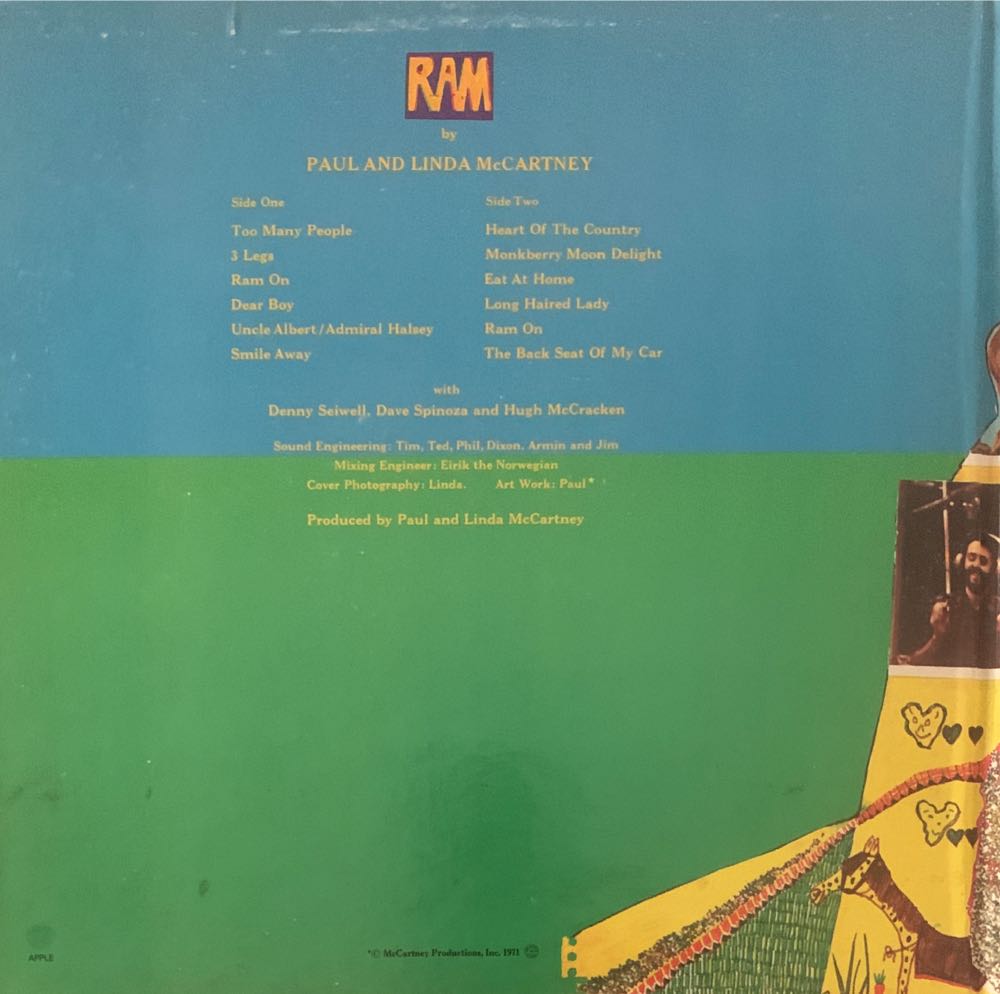 RAM
by
PAUL AND LINDA McCARTNEY
Side One
Too Many People
3 Legs
Ram On
Dear Boy
Uncle Albert/Admiral Halsey
Smile Away
Side Two
Heart Of The Country
Monkberry Moon Delight
Eat At Home
Long Haired Lady
Ram On
The Back Seat Of My Car
with
Denny Seiwell, Dave Spinoza and Hugh McCracken
Sound Engineering: Tim, Ted, Phil, Dixon, Armin and Jim
Mixing Engineer: Eirik the Norwegian
Cover Photography: Linda. Art Work: Paul*
Produced by Paul and Linda McCartney
APPLE
*© McCartney Productions, Inc. 1971